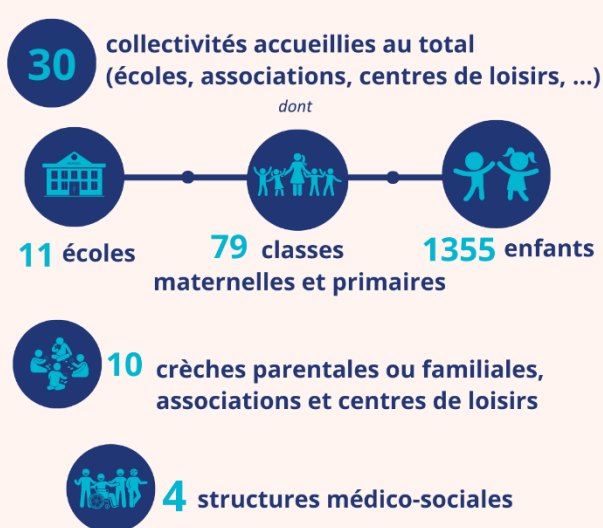 30 collectivités accueillies au total
(écoles, associations, centres de loisirs, ...)
dont
11 écoles
79 classes
maternelles et primaires
1355 enfants
10 crèches parentales ou familiales,
associations et centres de loisirs
4 structures médico-sociales